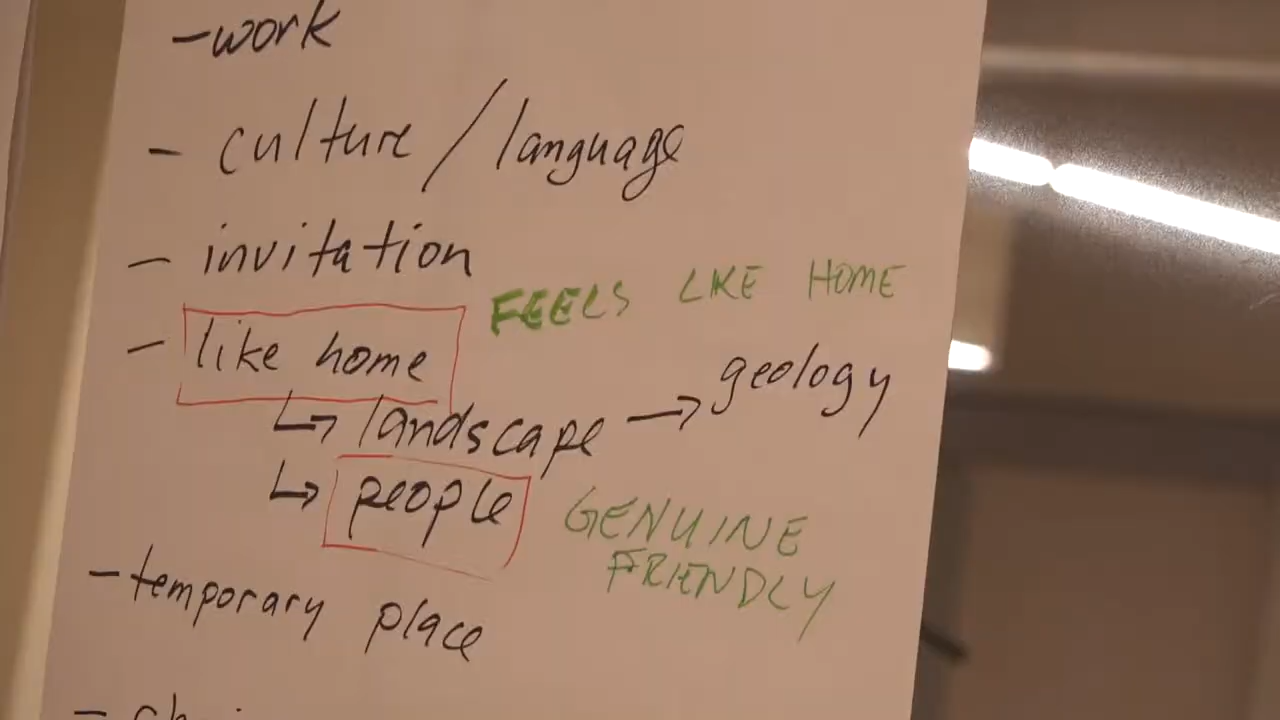 - work
- culture / language
- invitation
FEELS LIKE HOME
- like home
↳ landscape → geology
↳ people
GENUINE
FRIENDLY
- temporary place